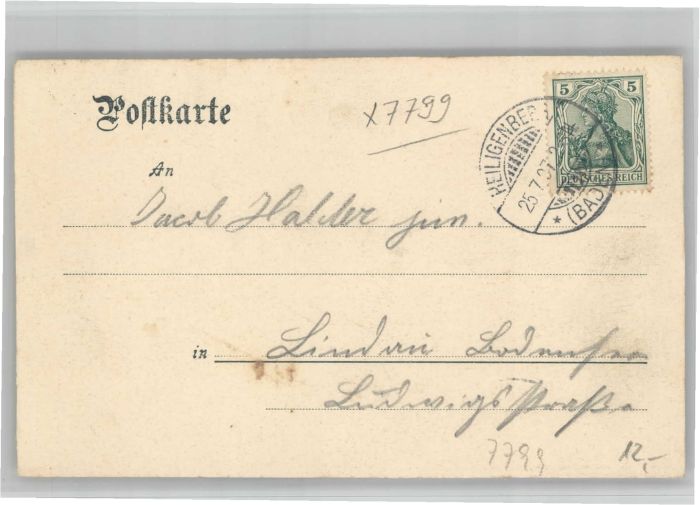 Postkarte
x7799
5 5
DEUTSCHES REICH
HEILIGENBERG
25.7.07.
* (BAD
An
Jacob Halder jun.
in Lindau Bodensee
Ludwigsstraße
7799
12,-